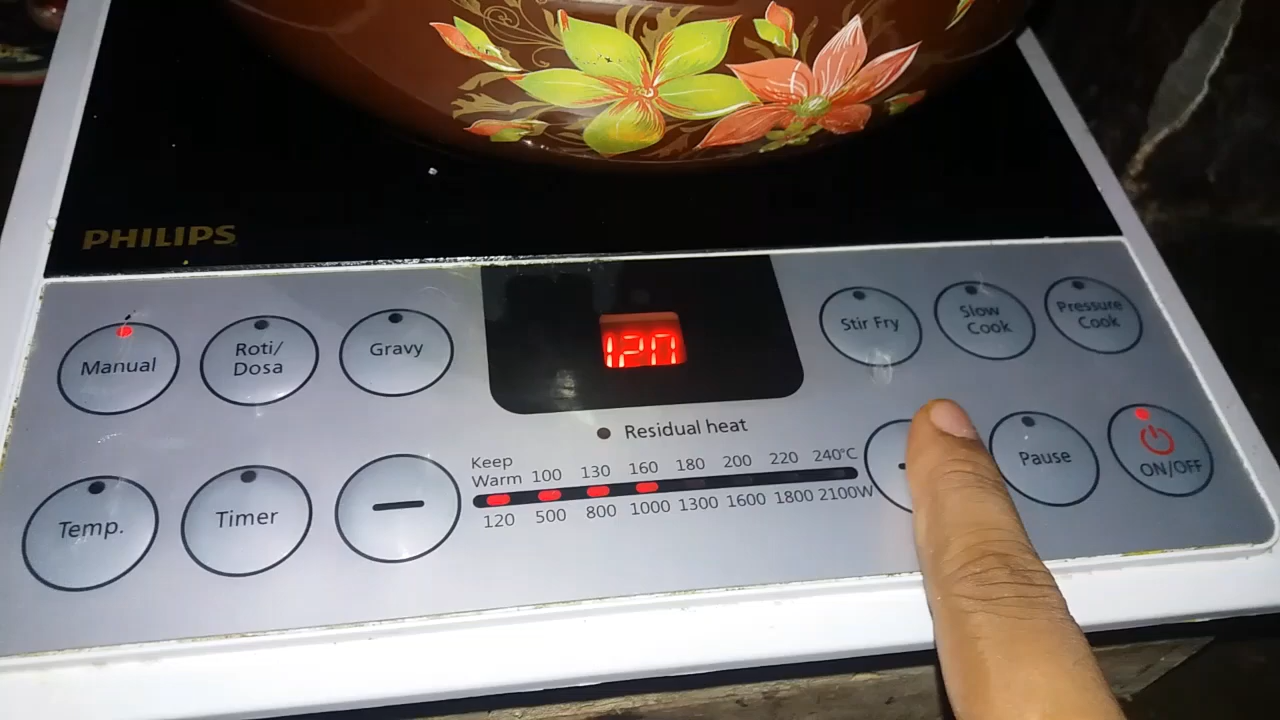 PHILIPS
Manual
Roti/
Dosa
Gravy
120
Stir Fry
Slow
Cook
Pressure
Cook
Residual heat
Temp.
Timer
—
Keep
Warm 100 130 160 180 200 220 240°C
120 500 800 1000 1300 1600 1800 2100W
Pause
ON/OFF